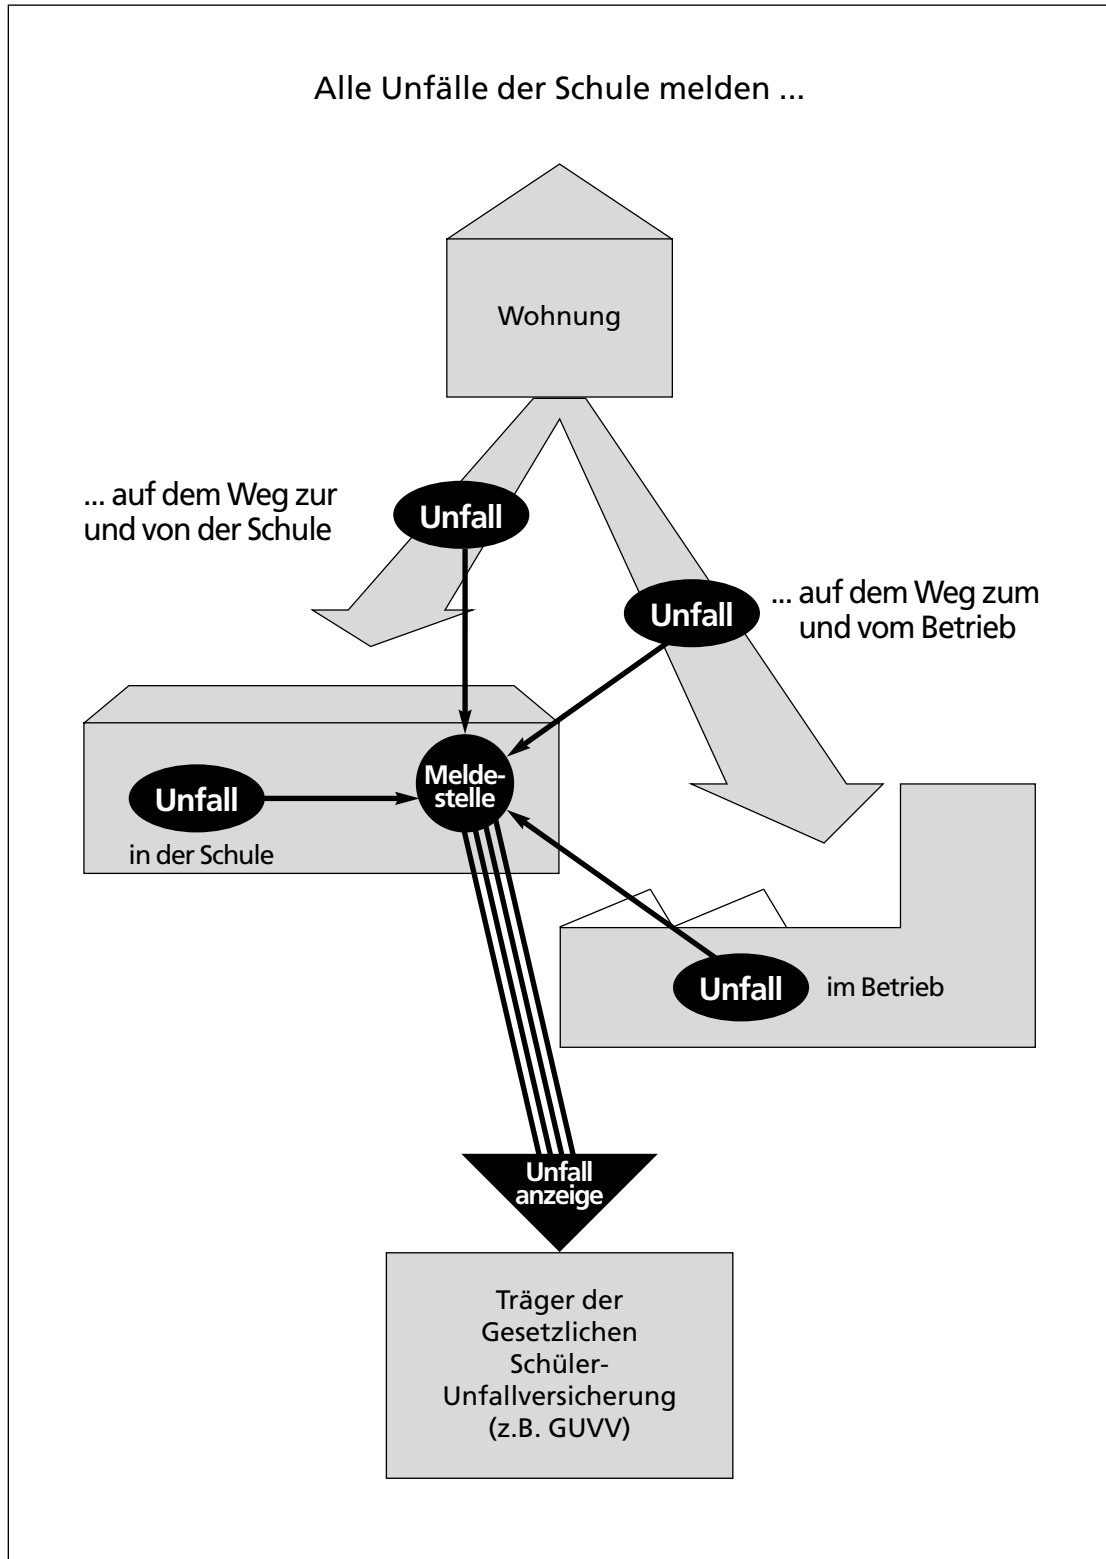 Alle Unfälle der Schule melden ...
Wohnung
... auf dem Weg zur
und von der Schule
Unfall
Unfall
... auf dem Weg zum
und vom Betrieb
Melde-
stelle
Unfall
in der Schule
Unfall
im Betrieb
Unfall
anzeige
Träger der
Gesetzlichen
Schüler-
Unfallversicherung
(z.B. GUVV)